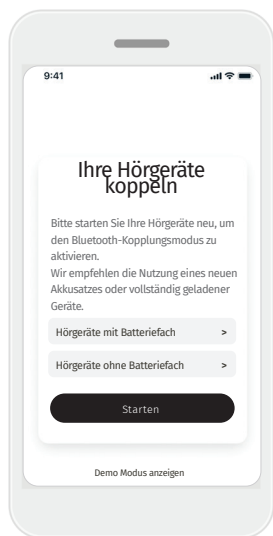 9:41
Ihre Hörgeräte
koppeln
Bitte starten Sie Ihre Hörgeräte neu, um
den Bluetooth-Kopplungsmodus zu
aktivieren.
Wir empfehlen die Nutzung eines neuen
Akkusatzes oder vollständig geladener
Geräte.
Hörgeräte mit Batteriefach >
Hörgeräte ohne Batteriefach >
Starten
Demo Modus anzeigen